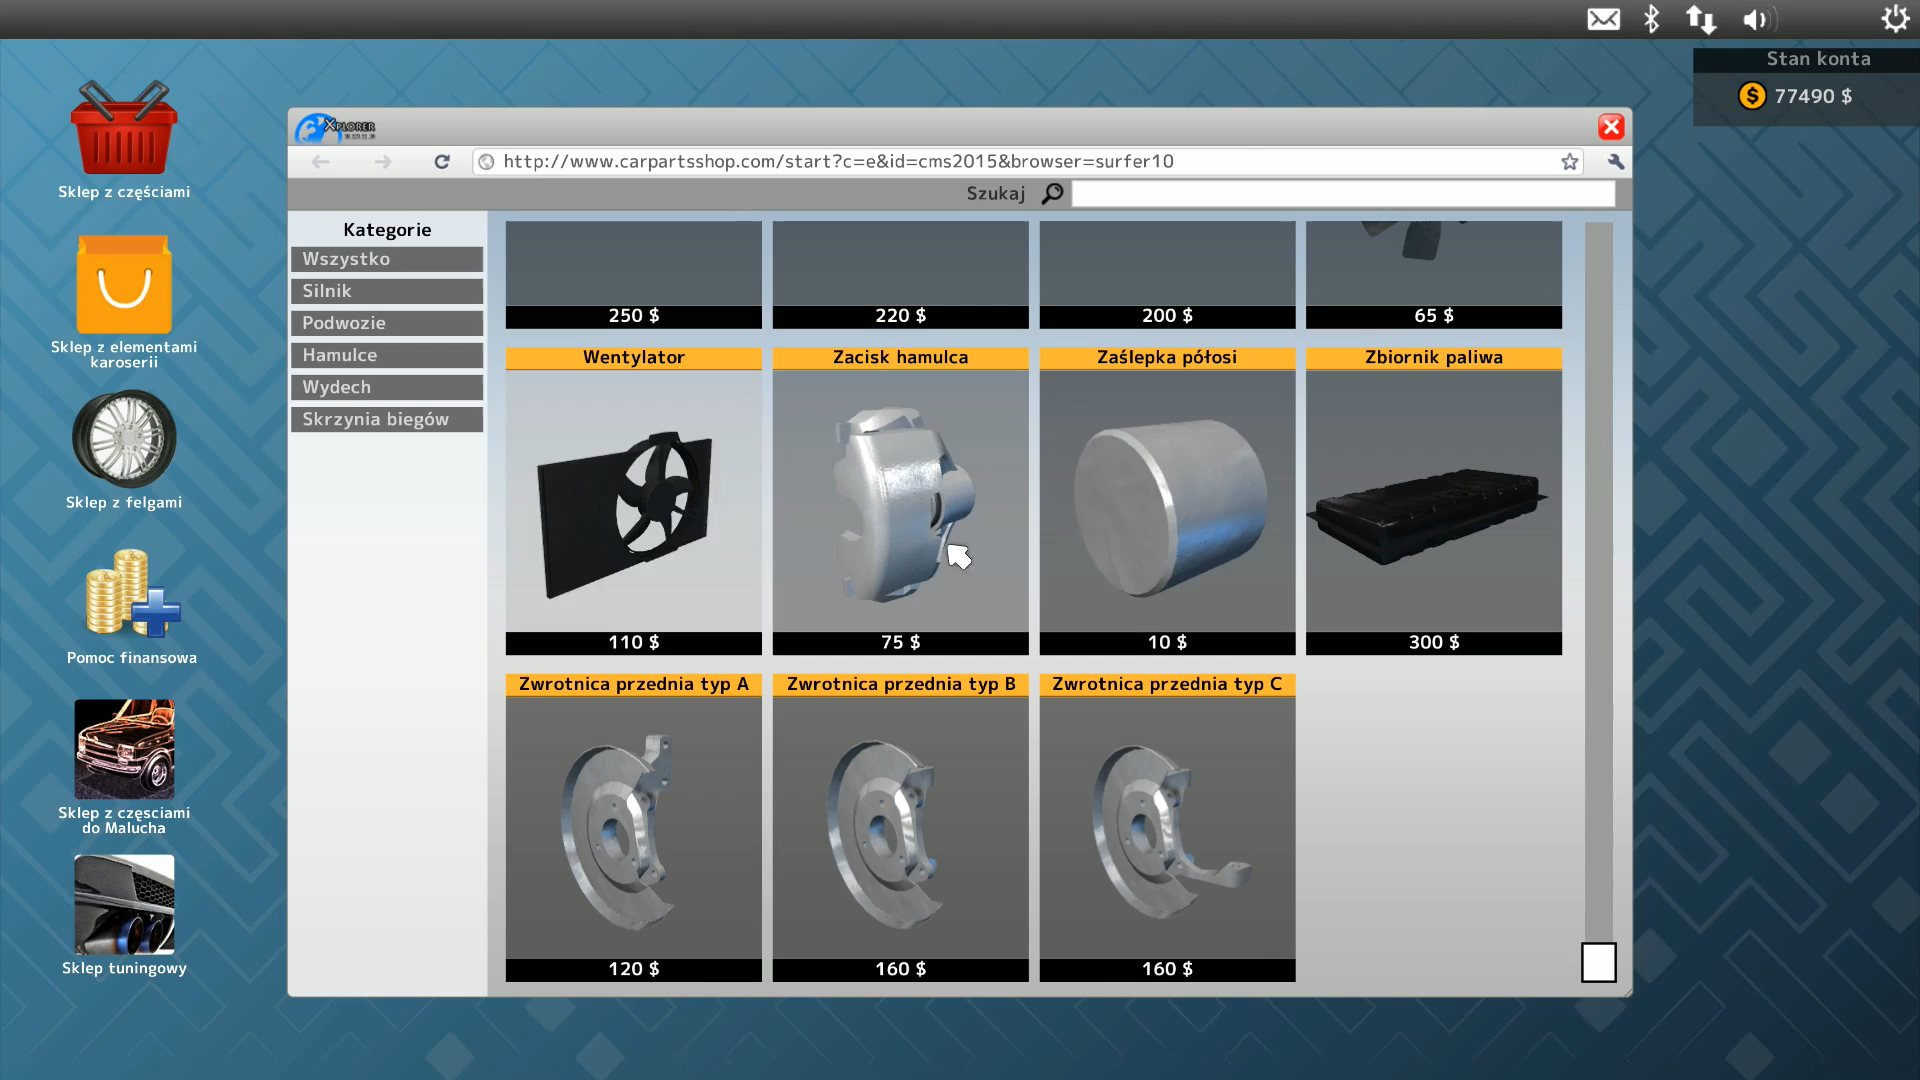 Stan konta
77490 $
Sklep z częściami
Sklep z elementami
karoserii
Sklep z felgami
Pomoc finansowa
Sklep z częsciami
do Malucha
Sklep tuningowy
XPLORER
http://www.carpartsshop.com/start?c=e&id=cms2015&browser=surfer10
Szukaj
Kategorie
Wszystko
Silnik
Podwozie
Hamulce
Wydech
Skrzynia biegów
250 $
220 $
200 $
65 $
Wentylator
Zacisk hamulca
Zaślepka półosi
Zbiornik paliwa
110 $
75 $
10 $
300 $
Zwrotnica przednia typ A
Zwrotnica przednia typ B
Zwrotnica przednia typ C
120 $
160 $
160 $